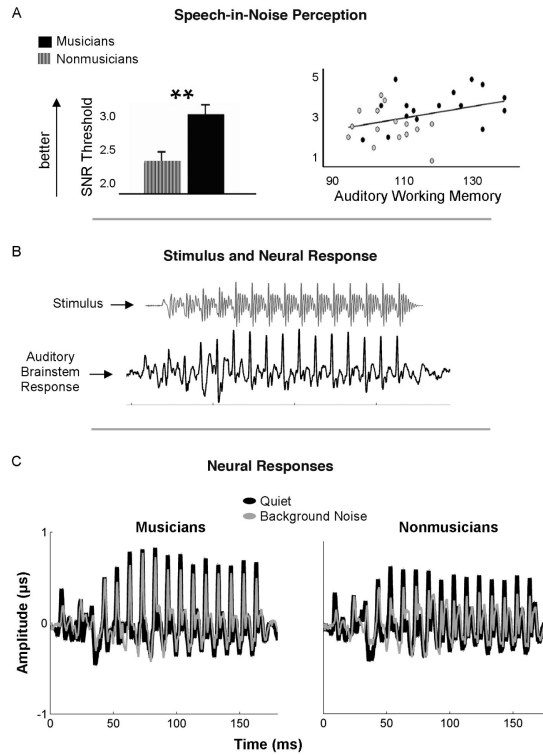 A
Speech-in-Noise Perception
Musicians
Nonmusicians
better
SNR Threshold
3.0
2.5
2.0
**
5
3
1
90 110 130
Auditory Working Memory
B
Stimulus and Neural Response
Stimulus
Auditory
Brainstem
Response
C
Neural Responses
Quiet
Background Noise
Musicians
Nonmusicians
Amplitude (µs)
1
0
-1
0 50 100 150
0 50 100 150
Time (ms)